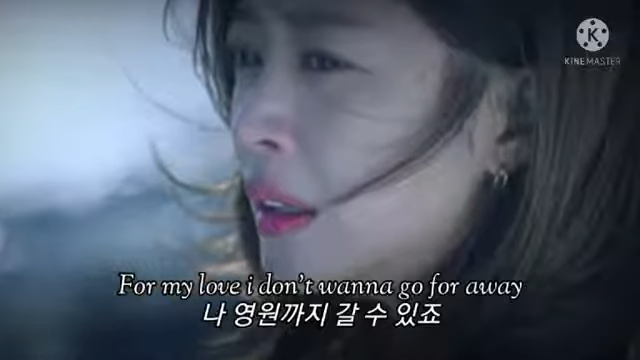 KINEMASTER
For my love i don't wanna go for away
나 영원까지 갈 수 있죠